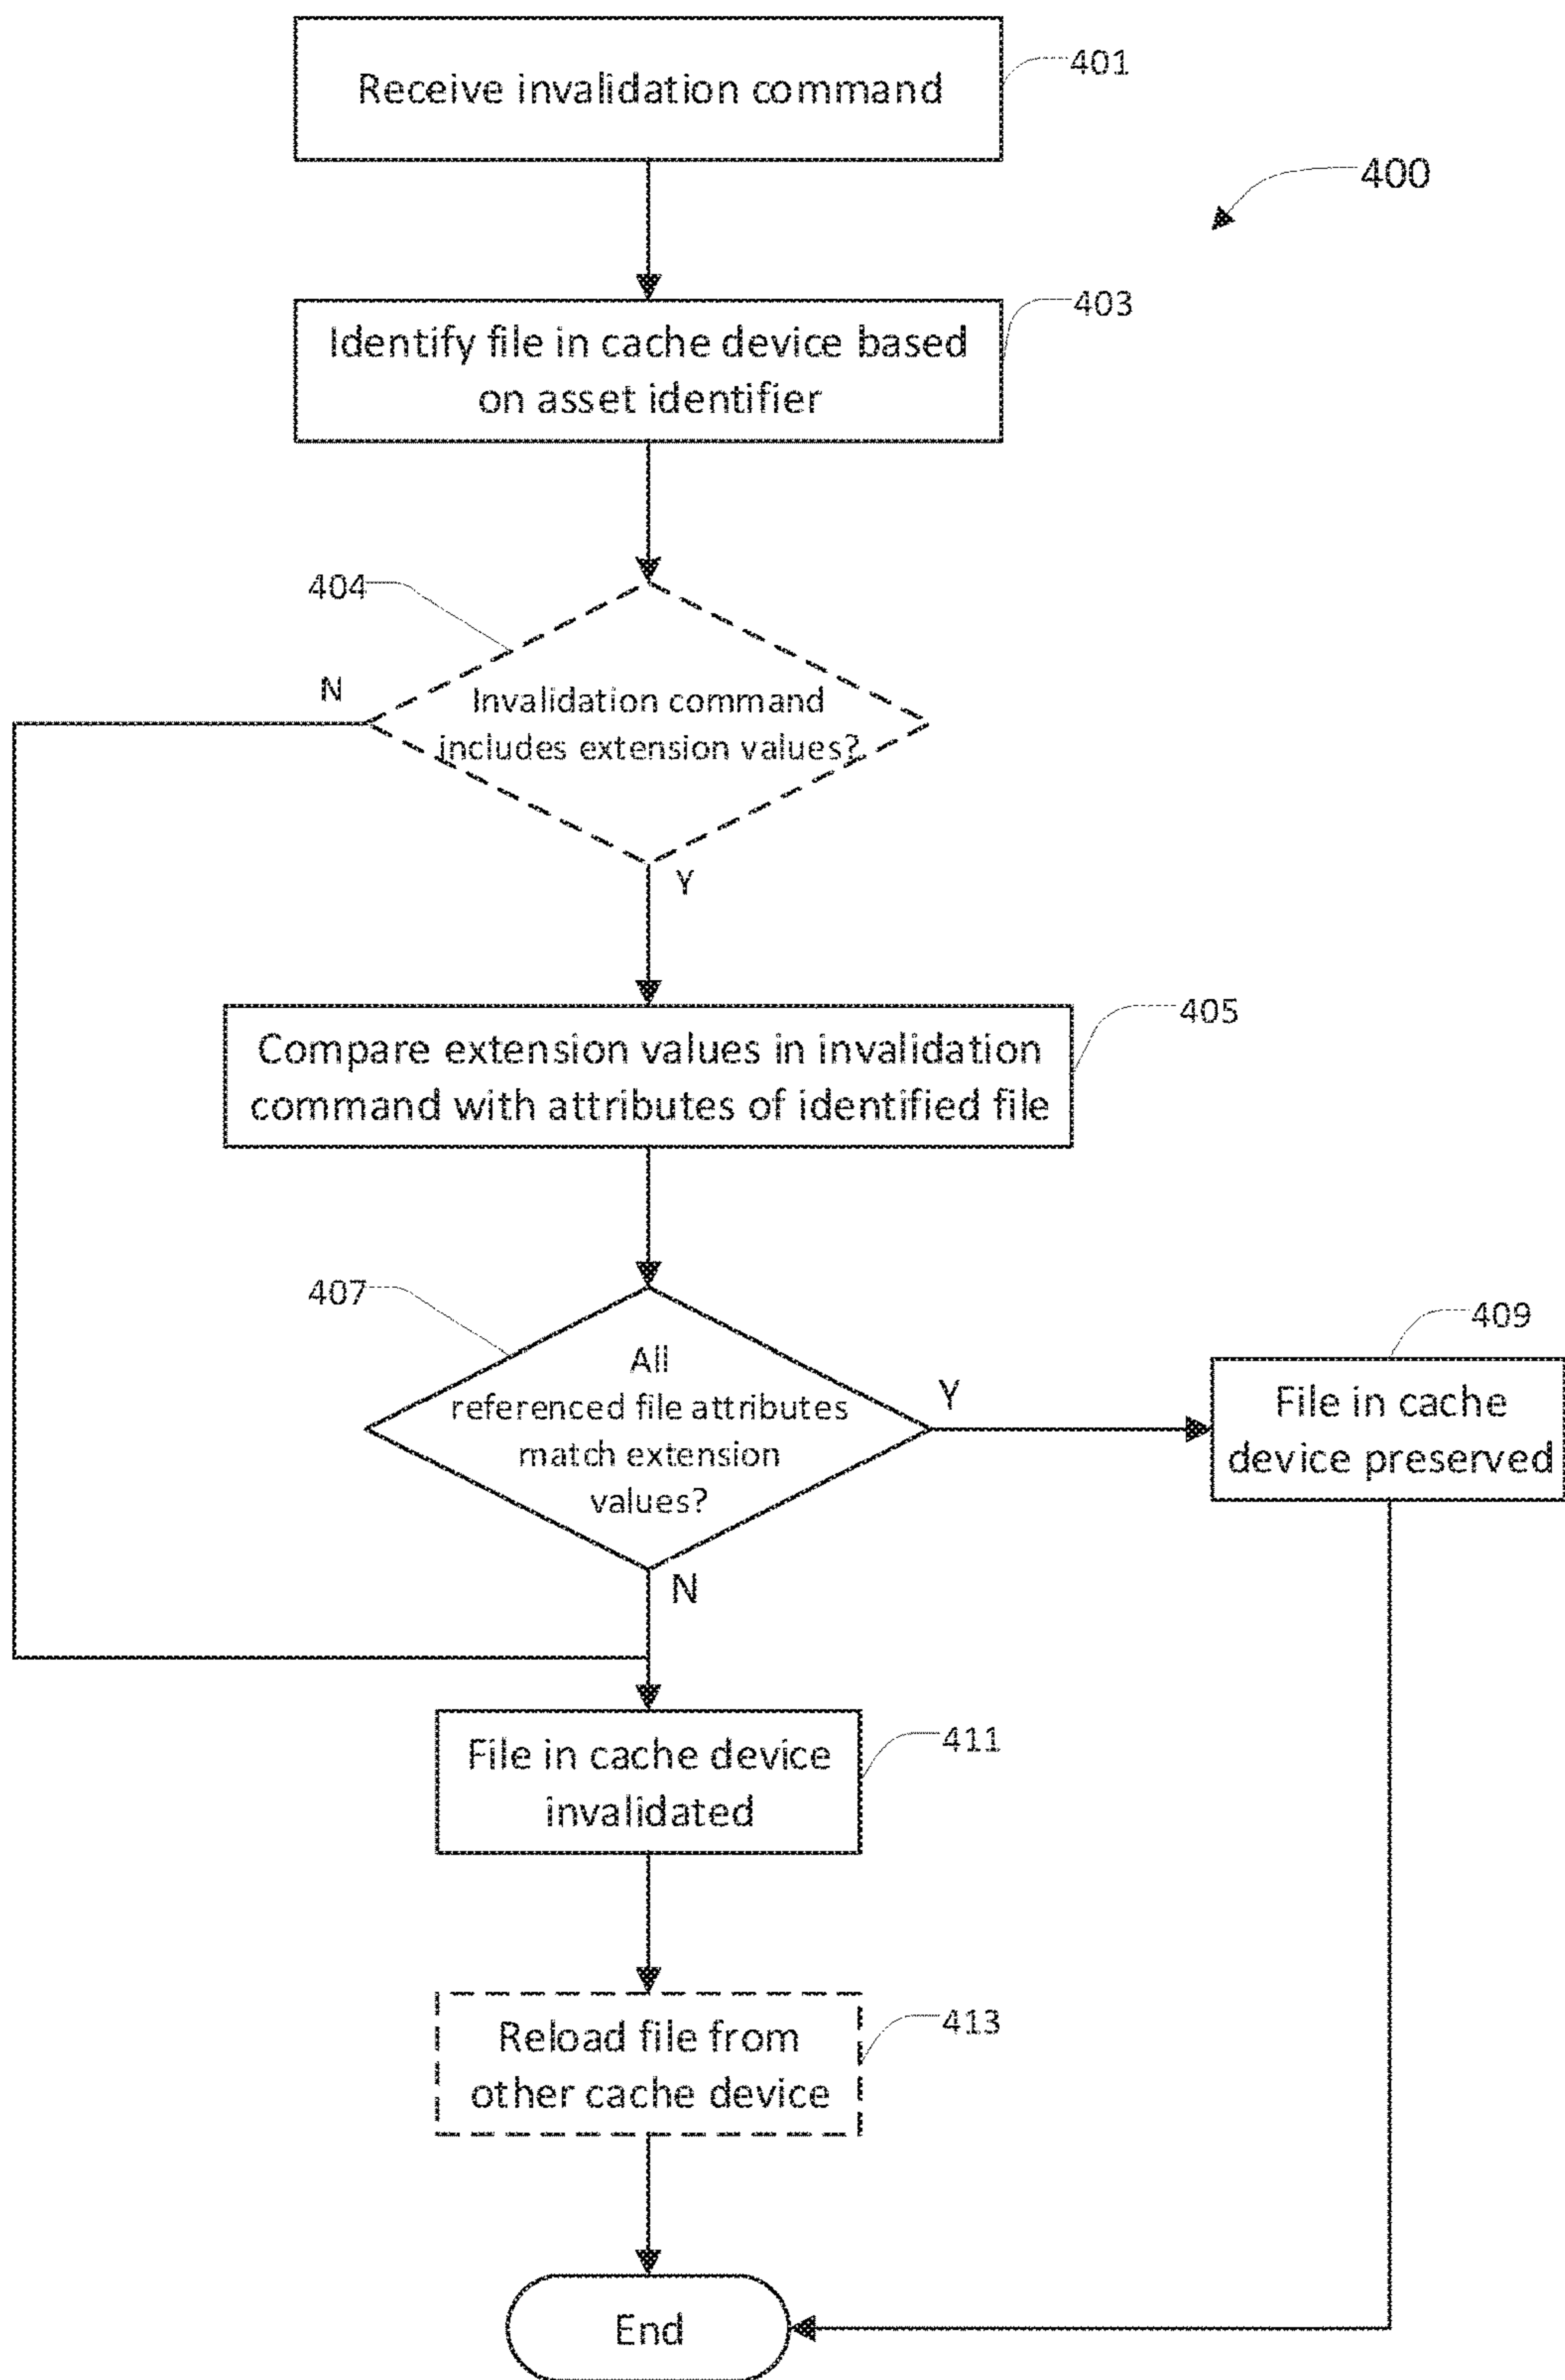 Receive invalidation command
401
400
403
Identify file in cache device based
on asset identifier
404
N
Invalidation command
includes extension values?
Y
405
Compare extension values in invalidation
command with attributes of identified file
407
All
referenced file attributes
match extension
values?
Y
409
File in cache
device preserved
N
File in cache device
invalidated
411
Reload file from
other cache device
413
End